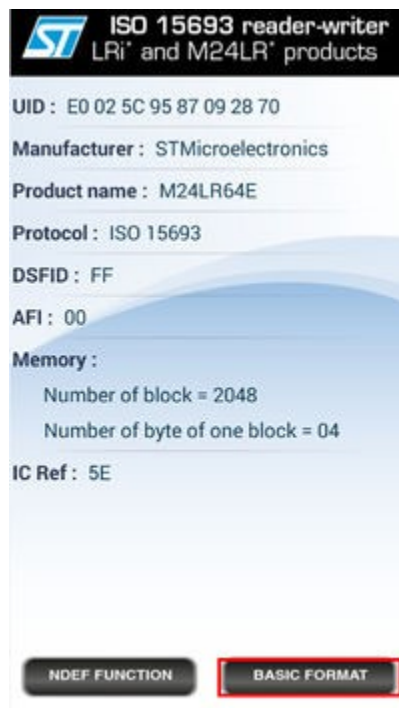 ST
ISO 15693 reader-writer
LRi* and M24LR* products
UID : E0 02 5C 95 87 09 28 70
Manufacturer : STMicroelectronics
Product name : M24LR64E
Protocol : ISO 15693
DSFID : FF
AFI : 00
Memory :
Number of block = 2048
Number of byte of one block = 04
IC Ref : 5E
NDEF FUNCTION
BASIC FORMAT